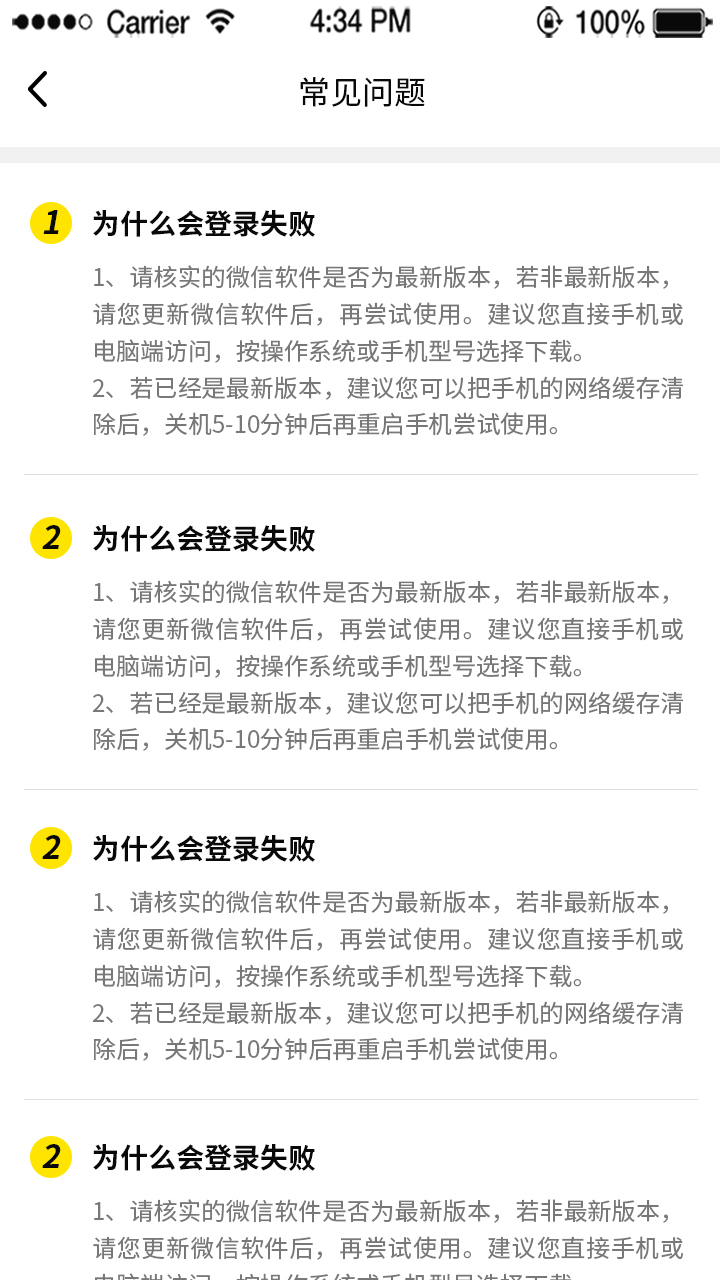 Carrier 4:34 PM 100%
常见问题
1 为什么会登录失败
1、请核实的微信软件是否为最新版本，若非最新版本，
请您更新微信软件后，再尝试使用。建议您直接手机或
电脑端访问，按操作系统或手机型号选择下载。
2、若已经是最新版本，建议您可以把手机的网络缓存清
除后，关机5-10分钟后再重启手机尝试使用。
2 为什么会登录失败
1、请核实的微信软件是否为最新版本，若非最新版本，
请您更新微信软件后，再尝试使用。建议您直接手机或
电脑端访问，按操作系统或手机型号选择下载。
2、若已经是最新版本，建议您可以把手机的网络缓存清
除后，关机5-10分钟后再重启手机尝试使用。
2 为什么会登录失败
1、请核实的微信软件是否为最新版本，若非最新版本，
请您更新微信软件后，再尝试使用。建议您直接手机或
电脑端访问，按操作系统或手机型号选择下载。
2、若已经是最新版本，建议您可以把手机的网络缓存清
除后，关机5-10分钟后再重启手机尝试使用。
2 为什么会登录失败
1、请核实的微信软件是否为最新版本，若非最新版本，
请您更新微信软件后，再尝试使用。建议您直接手机或